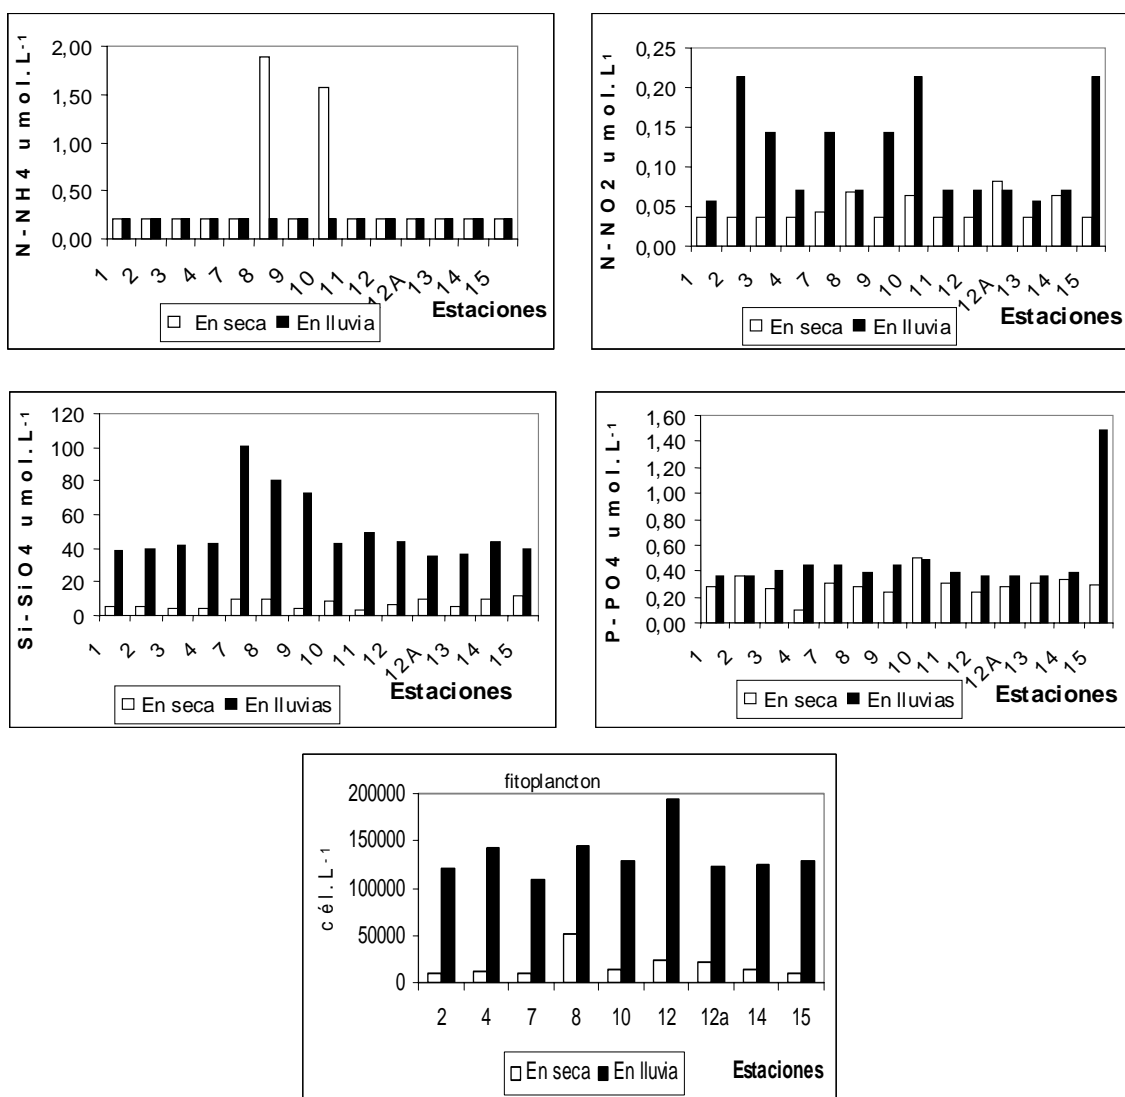 N-NH4 umol.L-1
2,00
1,50
1,00
0,50
0,00
1 2 3 4 7 8 9 10 11 12 12A 13 14 15
Estaciones
En seca En lluvia
N-NO2 umol.L1
0,25
0,20
0,15
0,10
0,05
0,00
1 2 3 4 7 8 9 10 11 12 12A 13 14 15
Estaciones
En seca En lluvia
Si-SiO4 umol.L-1
120
100
80
60
40
20
0
1 2 3 4 7 8 9 10 11 12 12A 13 14 15
Estaciones
En seca En lluvias
P-PO4 umol.L-1
1,60
1,40
1,20
1,00
0,80
0,60
0,40
0,20
0,00
1 2 3 4 7 8 9 10 11 12 12A 13 14 15
Estaciones
En seca En lluvias
fitoplancton
cél.L-1
200000
150000
100000
50000
0
2 4 7 8 10 12 12a 14 15
Estaciones
En seca En lluvia